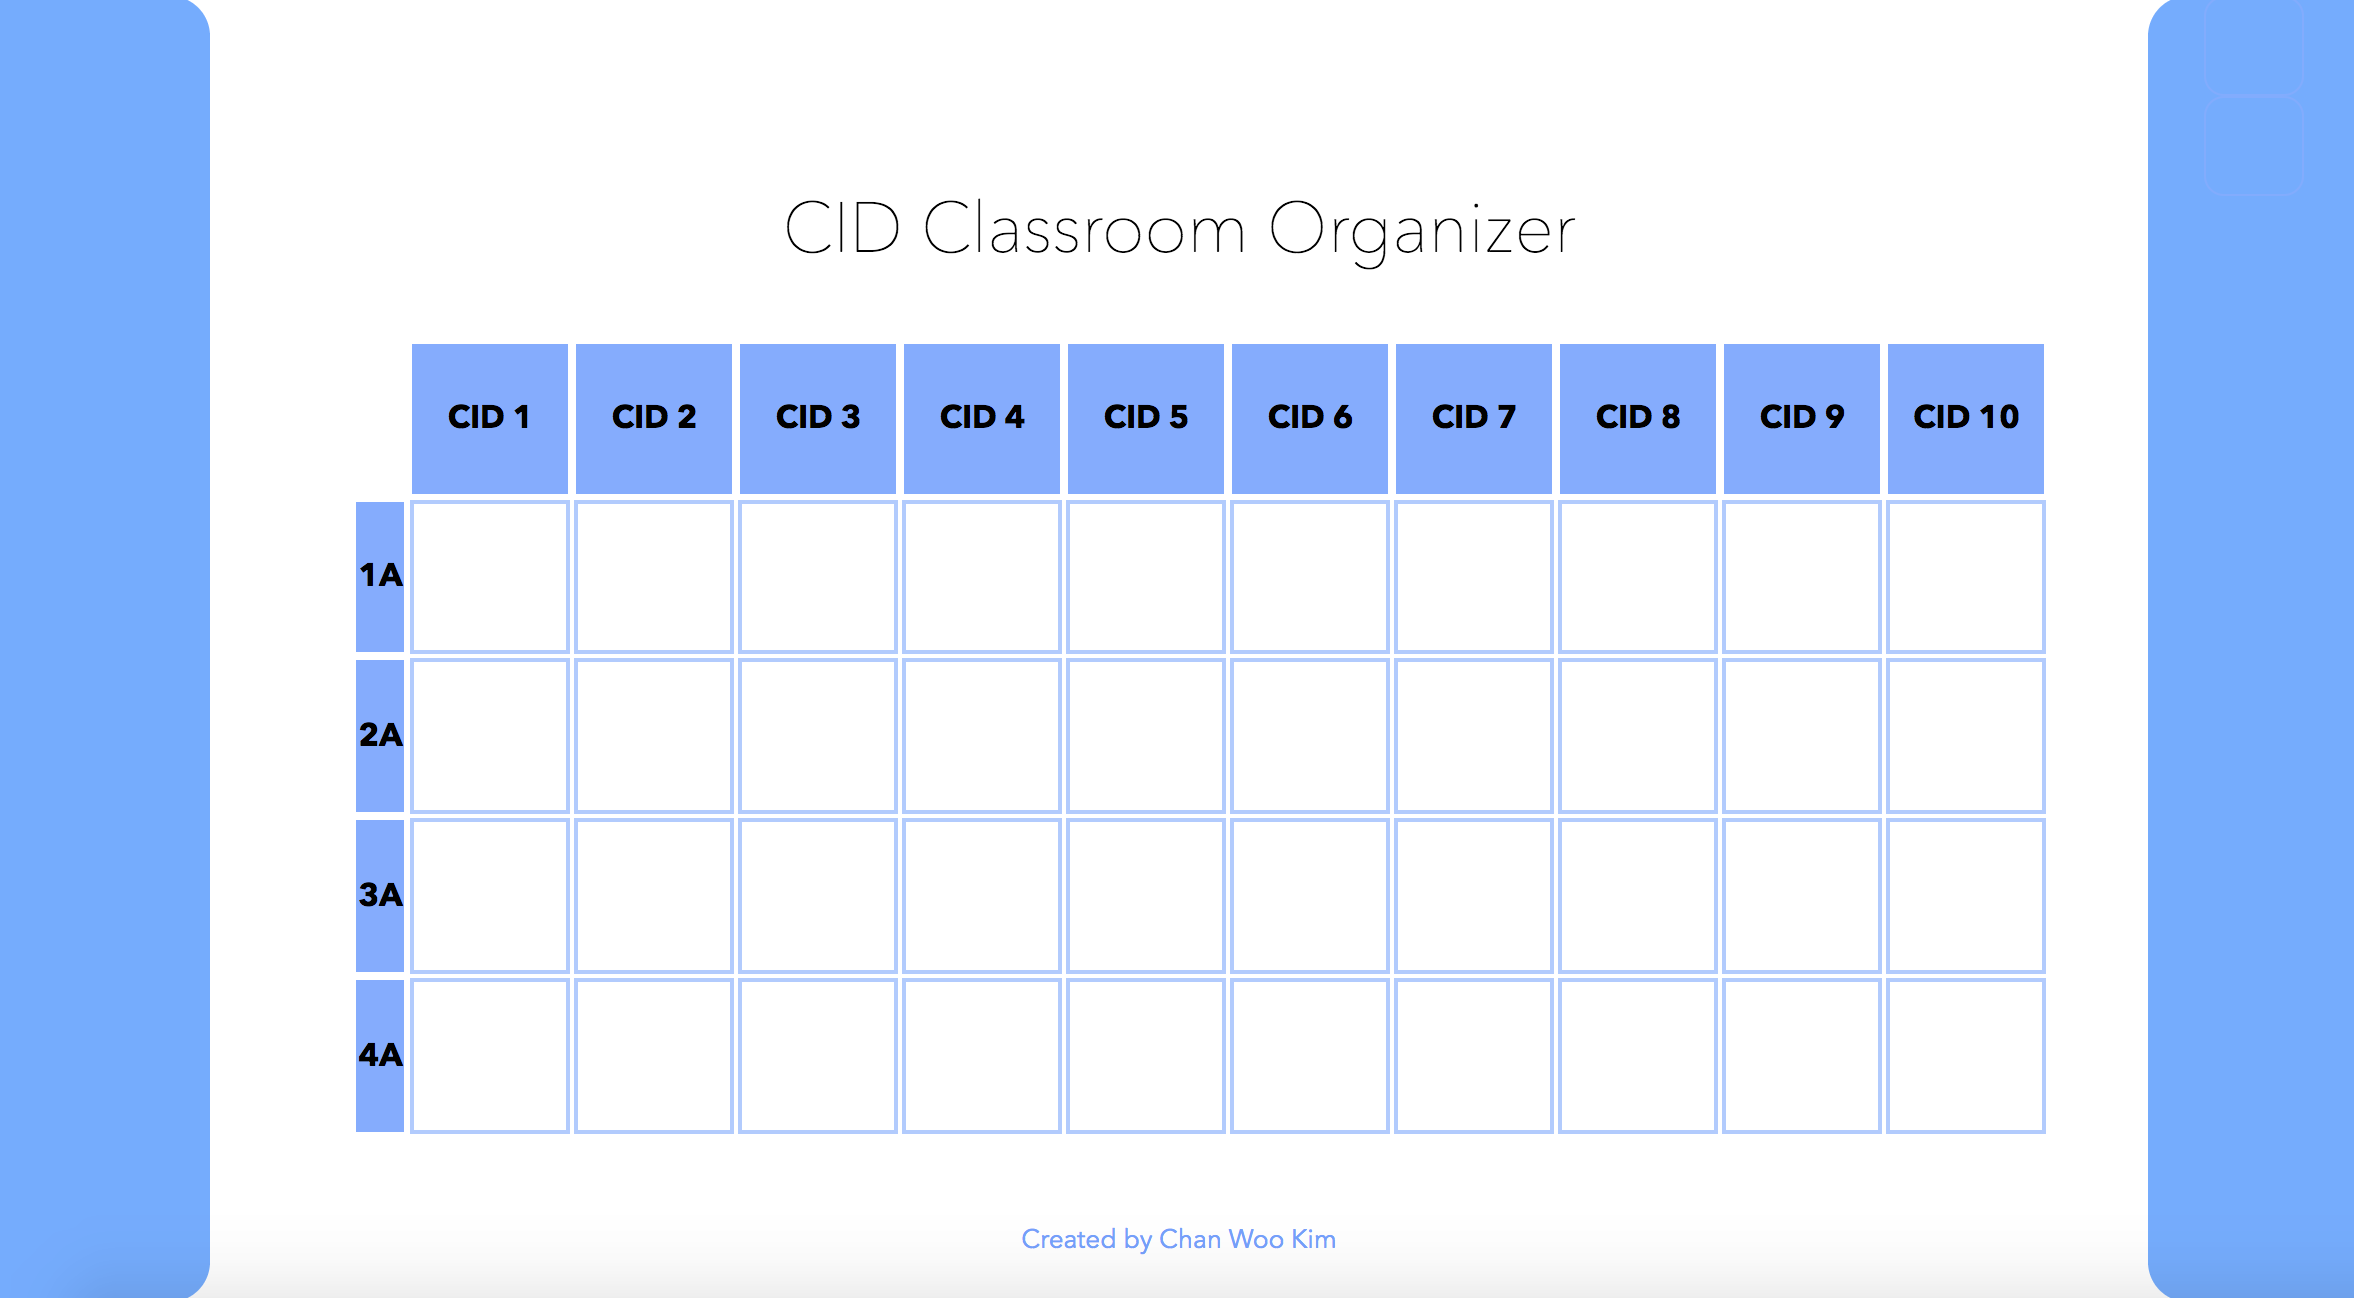 CID Classroom Organizer
CID 1 CID 2 CID 3 CID 4 CID 5 CID 6 CID 7 CID 8 CID 9 CID 10
1A
2A
3A
4A
Created by Chan Woo Kim